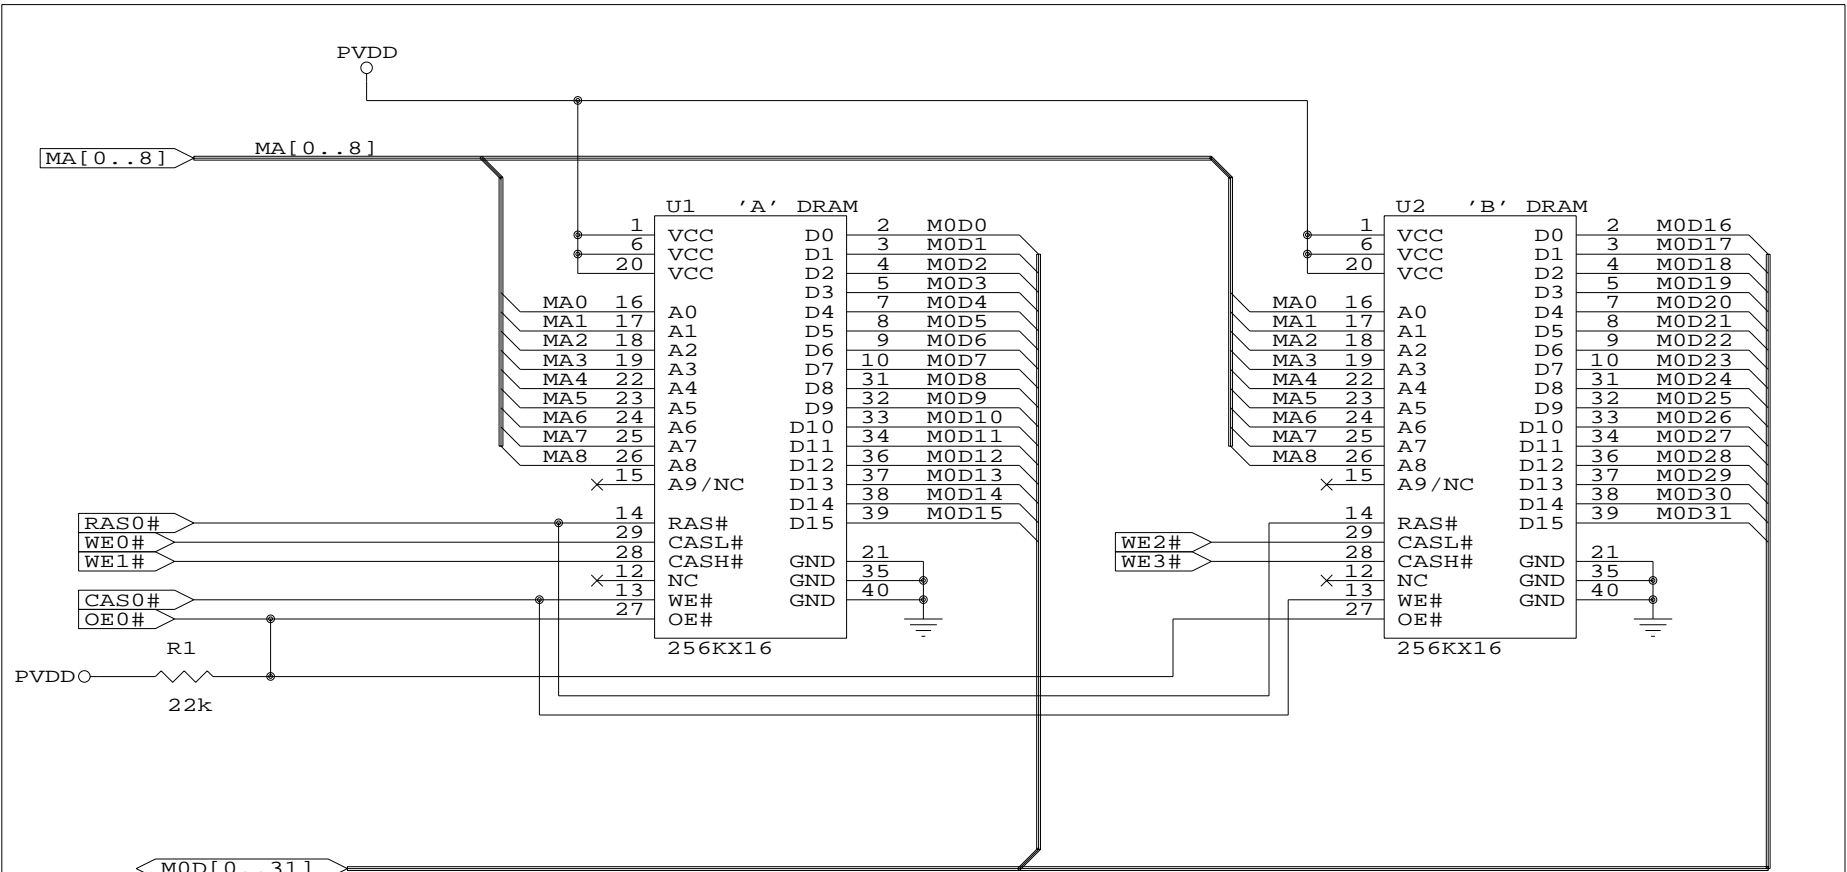 PVDD
MA[0..8] MA[0..8]
U1 'A' DRAM U2 'B' DRAM
1 VCC D0 2 M0D0 1 VCC D0 2 M0D16
6 VCC D1 3 M0D1 6 VCC D1 3 M0D17
20 VCC D2 4 M0D2 20 VCC D2 4 M0D18
D3 5 M0D3 D3 5 M0D19
MA0 16 A0 D4 7 M0D4 MA0 16 A0 D4 7 M0D20
MA1 17 A1 D5 8 M0D5 MA1 17 A1 D5 8 M0D21
MA2 18 A2 D6 9 M0D6 MA2 18 A2 D6 9 M0D22
MA3 19 A3 D7 10 M0D7 MA3 19 A3 D7 10 M0D23
MA4 22 A4 D8 31 M0D8 MA4 22 A4 D8 31 M0D24
MA5 23 A5 D9 32 M0D9 MA5 23 A5 D9 32 M0D25
MA6 24 A6 D10 33 M0D10 MA6 24 A6 D10 33 M0D26
MA7 25 A7 D11 34 M0D11 MA7 25 A7 D11 34 M0D27
MA8 26 A8 D12 36 M0D12 MA8 26 A8 D12 36 M0D28
15 A9/NC D13 37 M0D13 15 A9/NC D13 37 M0D29
D14 38 M0D14 D14 38 M0D30
RAS0# 14 RAS# D15 39 M0D15 14 RAS# D15 39 M0D31
WE0# 29 CASL# WE2# 29 CASL#
WE1# 28 CASH# GND 21 WE3# 28 CASH# GND 21
12 NC GND 35 12 NC GND 35
CAS0# 13 WE# GND 40 13 WE# GND 40
OE0# 27 OE# 27 OE#
R1 256KX16 256KX16
PVDD
22k
M0D[0..31]